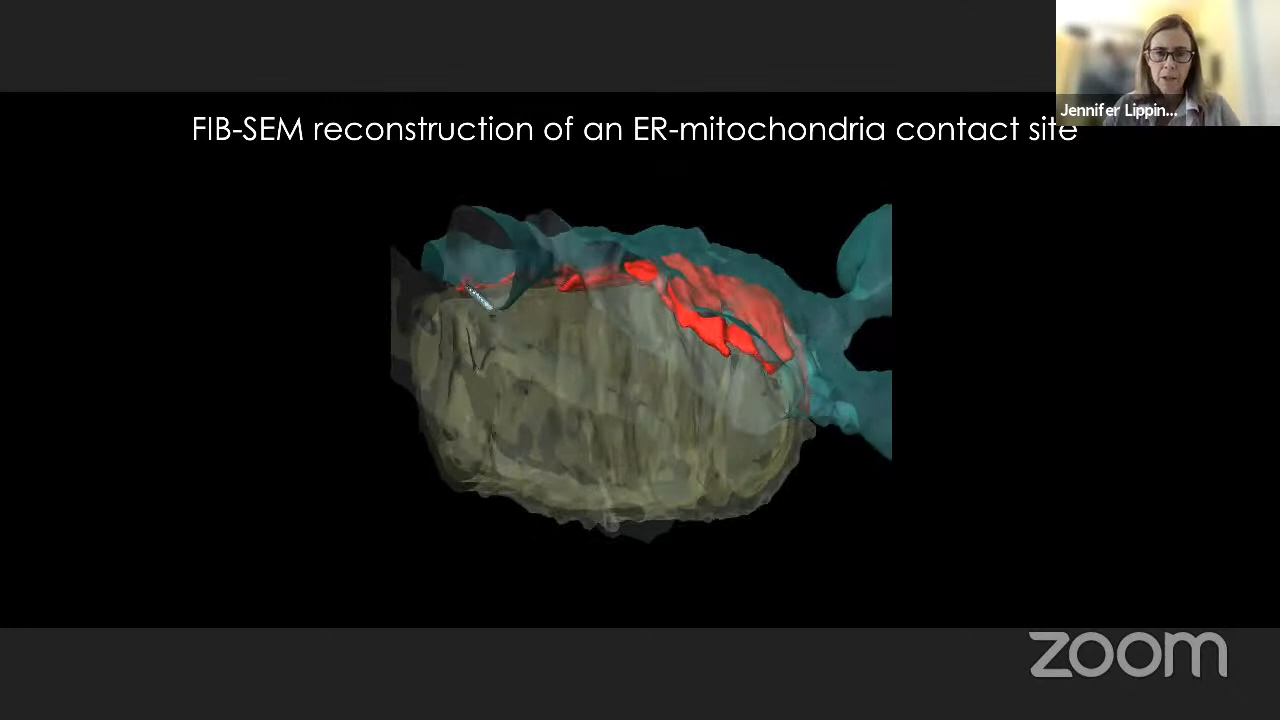 FIB-SEM reconstruction of an ER-mitochondria contact site
Jennifer Lippin...
zoom